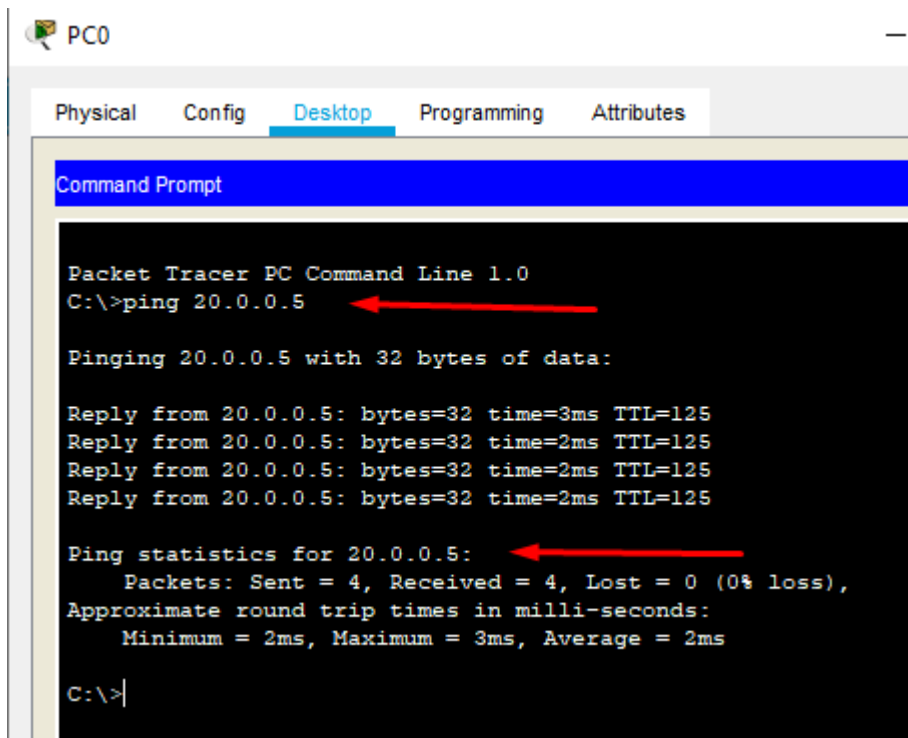 PC0
Physical Config Desktop Programming Attributes
Command Prompt
Packet Tracer PC Command Line 1.0
C:\>ping 20.0.0.5
Pinging 20.0.0.5 with 32 bytes of data:
Reply from 20.0.0.5: bytes=32 time=3ms TTL=125
Reply from 20.0.0.5: bytes=32 time=2ms TTL=125
Reply from 20.0.0.5: bytes=32 time=2ms TTL=125
Reply from 20.0.0.5: bytes=32 time=2ms TTL=125
Ping statistics for 20.0.0.5:
Packets: Sent = 4, Received = 4, Lost = 0 (0% loss),
Approximate round trip times in milli-seconds:
Minimum = 2ms, Maximum = 3ms, Average = 2ms
C:\>